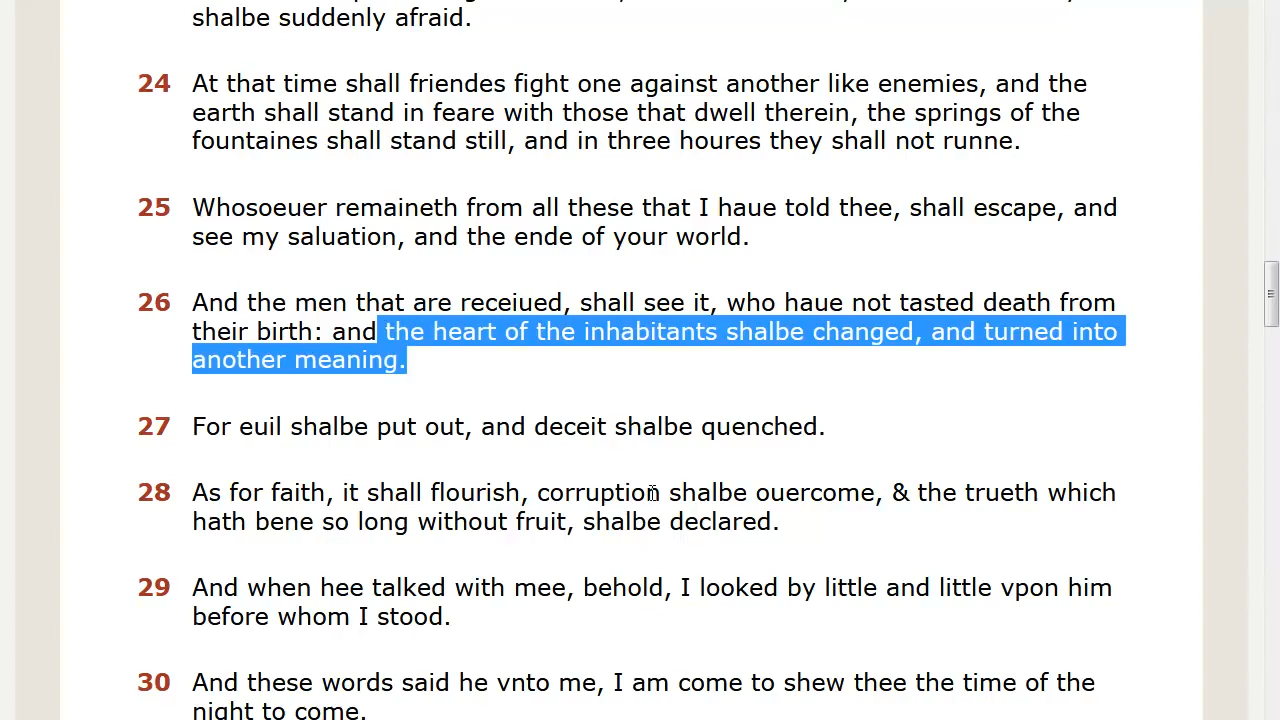 shalbe suddenly afraid.
24 At that time shall friendes fight one against another like enemies, and the
earth shall stand in feare with those that dwell therein, the springs of the
fountaines shall stand still, and in three houres they shall not runne.
25 Whosoeuer remaineth from all these that I haue told thee, shall escape, and
see my saluation, and the ende of your world.
26 And the men that are receiued, shall see it, who haue not tasted death from
their birth: and the heart of the inhabitants shalbe changed, and turned into
another meaning.
27 For euil shalbe put out, and deceit shalbe quenched.
28 As for faith, it shall flourish, corruption shalbe ouercome, & the trueth which
hath bene so long without fruit, shalbe declared.
29 And when hee talked with mee, behold, I looked by little and little vpon him
before whom I stood.
30 And these words said he vnto me, I am come to shew thee the time of the
night to come.